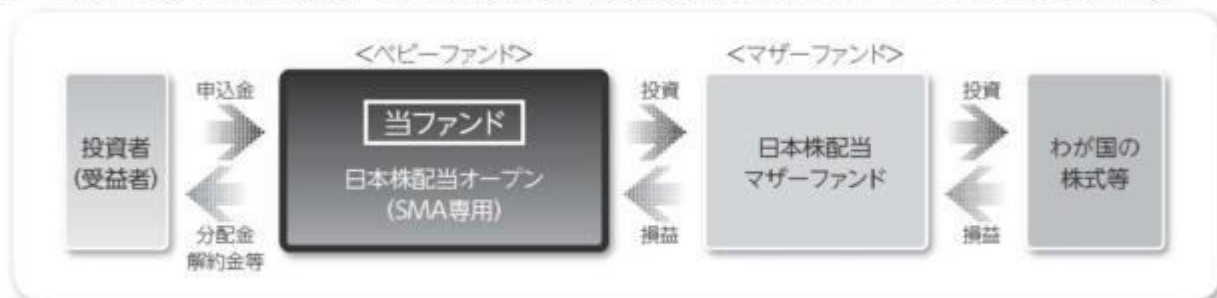 <ベビーファンド>
<マザーファンド>
申込金
投資
投資
投資者
(受益者)
当ファンド
日本株配当オープン
(SMA専用)
日本株配当
マザーファンド
わが国の
株式等
分配金
解約金等
損益
損益